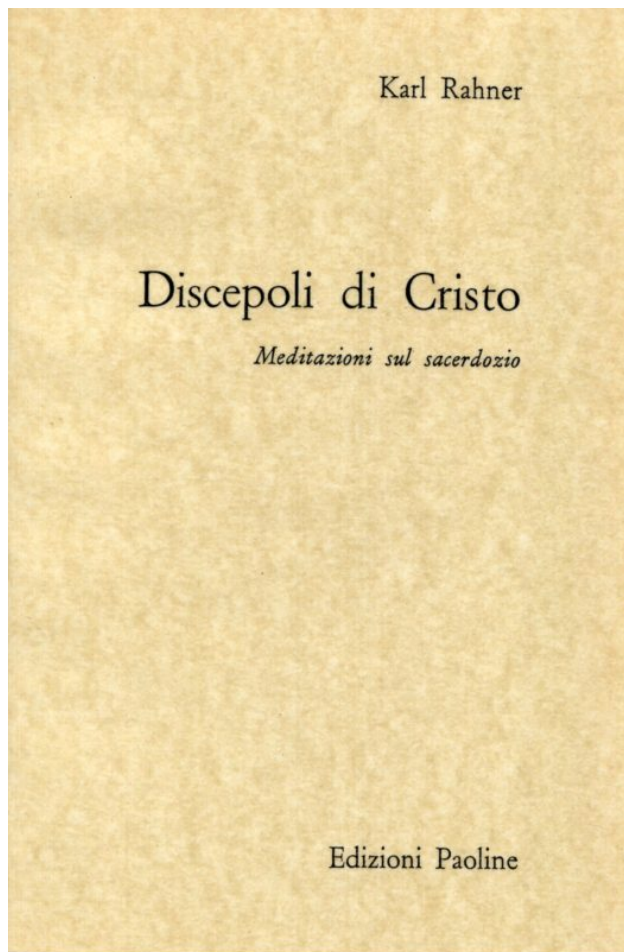 Karl Rahner
Discepoli di Cristo
Meditazioni sul sacerdozio
Edizioni Paoline